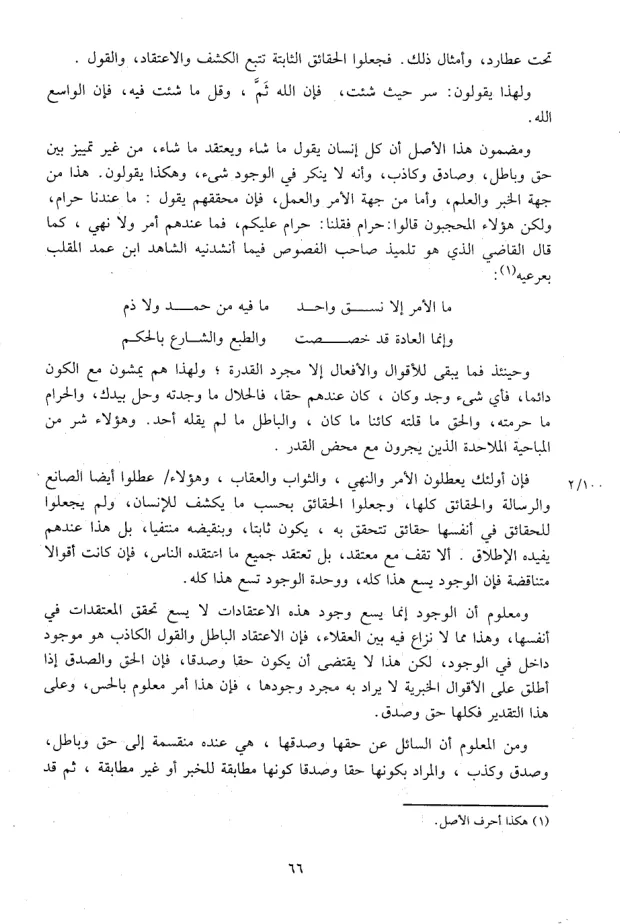 تحت عطارد، وأمثال ذلك. فجعلوا الحقائق الثابتة تتبع الكشف والاعتقاد، والقول .
ولهذا يقولون: سر حيث شئت، فإن الله ثَمَّ ، وقل ما شئت فيه، فإن الواسع
الله.
ومضمون هذا الأصل أن كل إنسان يقول ما شاء ويعتقد ما شاء، من غير تمييز بين
حق وباطل، وصادق وكاذب، وأنه لا ينكر في الوجود شىء، وهكذا يقولون. هذا من
جهة الخبر والعلم، وأما من جهة الأمر والعمل، فإن محققهم يقول : ما عندنا حرام،
ولكن هؤلاء المحجبون قالوا:حرام فقلنا: حرام عليكم، فما عندهم أمر ولا نهي ، كما
قال القاضي الذي هو تلميذ صاحب الفصوص فيما أنشدنيه الشاهد ابن عمد المقلب
بعرعيه(١):
ما الأمر إلا نســـق واحـد ما فيه من حمـــد ولا ذم
وإنما العادة قد خصـــصت والطبع والشارع بالحكـم
وحينئذ فما يبقى للأقوال والأفعال إلا مجرد القدرة ؛ ولهذا هم يمشون مع الكون
دائما، فأي شىء وجد وكان ، كان عندهم حقا، فالحلال ما وجدته وحل بيدك، والحرام
ما حرمته، والحق ما قلته كائنا ما كان ، والباطل ما لم يقله أحد. وهؤلاء شر من
المباحية الملاحدة الذين يجرون مع محض القدر .
٢/١٠٠ فإن أولئك يعطلون الأمر والنهي ، والثواب والعقاب ، وهؤلاء/ عطلوا أيضا الصانع
والرسالة والحقائق كلها، وجعلوا الحقائق بحسب ما يكشف للإنسان، ولم يجعلوا
للحقائق في أنفسها حقائق تتحقق به ، يكون ثابتا، وبنقيضه منتفيا، بل هذا عندهم
يفيده الإطلاق . ألا تقف مع معتقد، بل تعتقد جميع ما اعتقده الناس، فإن كانت أقوالا
متناقضة فإن الوجود يسع هذا كله، ووحدة الوجود تسع هذا كله.
ومعلوم أن الوجود إنما يسع وجود هذه الاعتقادات لا يسع تحقق المعتقدات في
أنفسها، وهذا مما لا نزاع فيه بين العقلاء، فإن الاعتقاد الباطل والقول الكاذب هو موجود
داخل في الوجود، لكن هذا لا يقتضى أن يكون حقا وصدقا، فإن الحق والصدق إذا
أطلق على الأقوال الخبرية لا يراد به مجرد وجودها ، فإن هذا أمر معلوم بالحس، وعلى
هذا التقدير فكلها حق وصدق.
ومن المعلوم أن السائل عن حقها وصدقها ، هي عنده منقسمة إلى حق وباطل،
وصدق وكذب ، والمراد بكونها حقا وصدقا كونها مطابقة للخبر أو غير مطابقة ، ثم قد
(١) هكذا أحرف الأصل.
٦٦